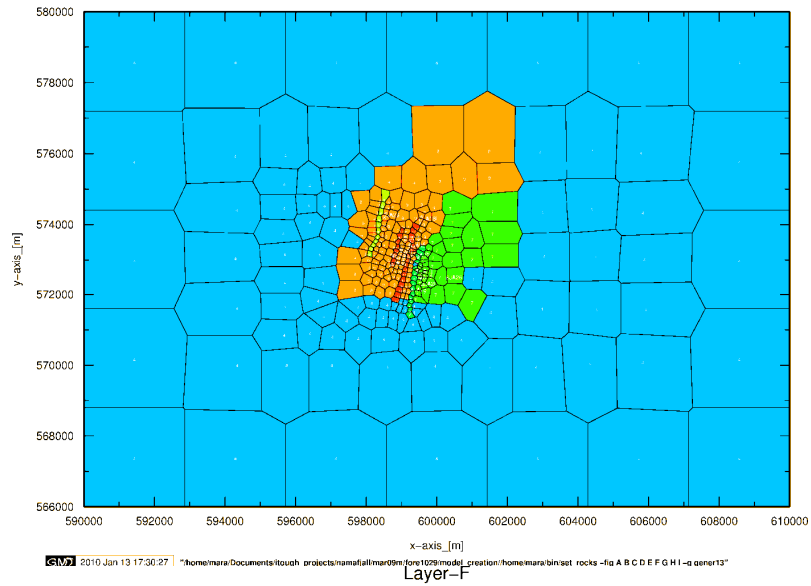 580000
578000
576000
574000
572000
570000
568000
566000
y-axis_[m]
590000 592000 594000 596000 598000 600000 602000 604000 606000 608000 610000
x-axis_[m]
GMD 2010 Jan 13 17:30:27 "/home/mara/Documents/itough_projects/namafjall/mar09m/fore1029/model_creation//home/mara/bin/set_rocks -fig A B C D E F G H I -g gener13"
Layer-F